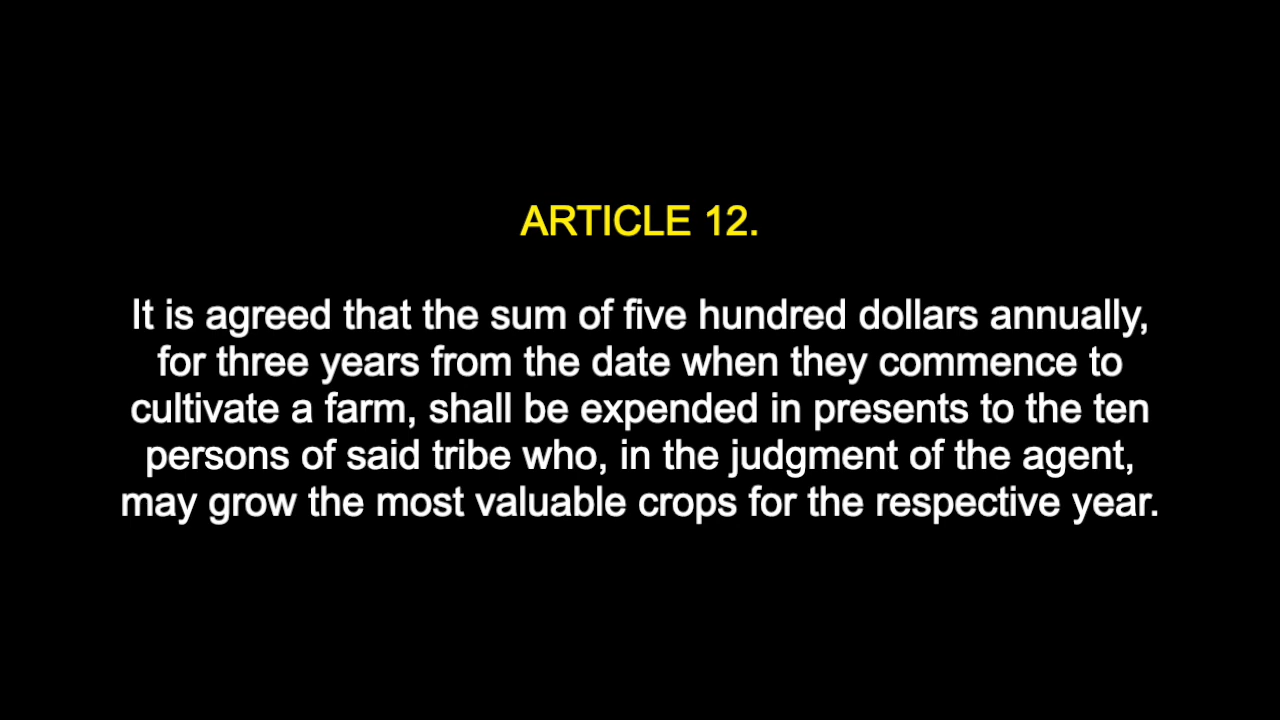 ARTICLE 12.
It is agreed that the sum of five hundred dollars annually,
for three years from the date when they commence to
cultivate a farm, shall be expended in presents to the ten
persons of said tribe who, in the judgment of the agent,
may grow the most valuable crops for the respective year.